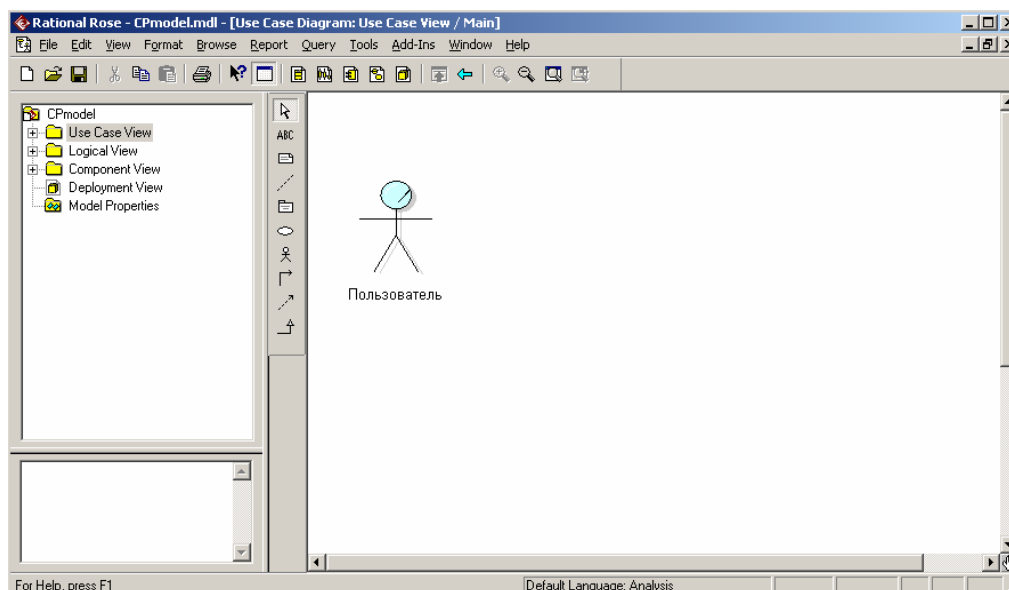 Rational Rose - CPmodel.mdl - [Use Case Diagram: Use Case View / Main]
File Edit View Format Browse Report Query Tools Add-Ins Window Help
CPmodel
Use Case View
Logical View
Component View
Deployment View
Model Properties
ABC
Пользователь
For Help, press F1
Default Language: Analysis